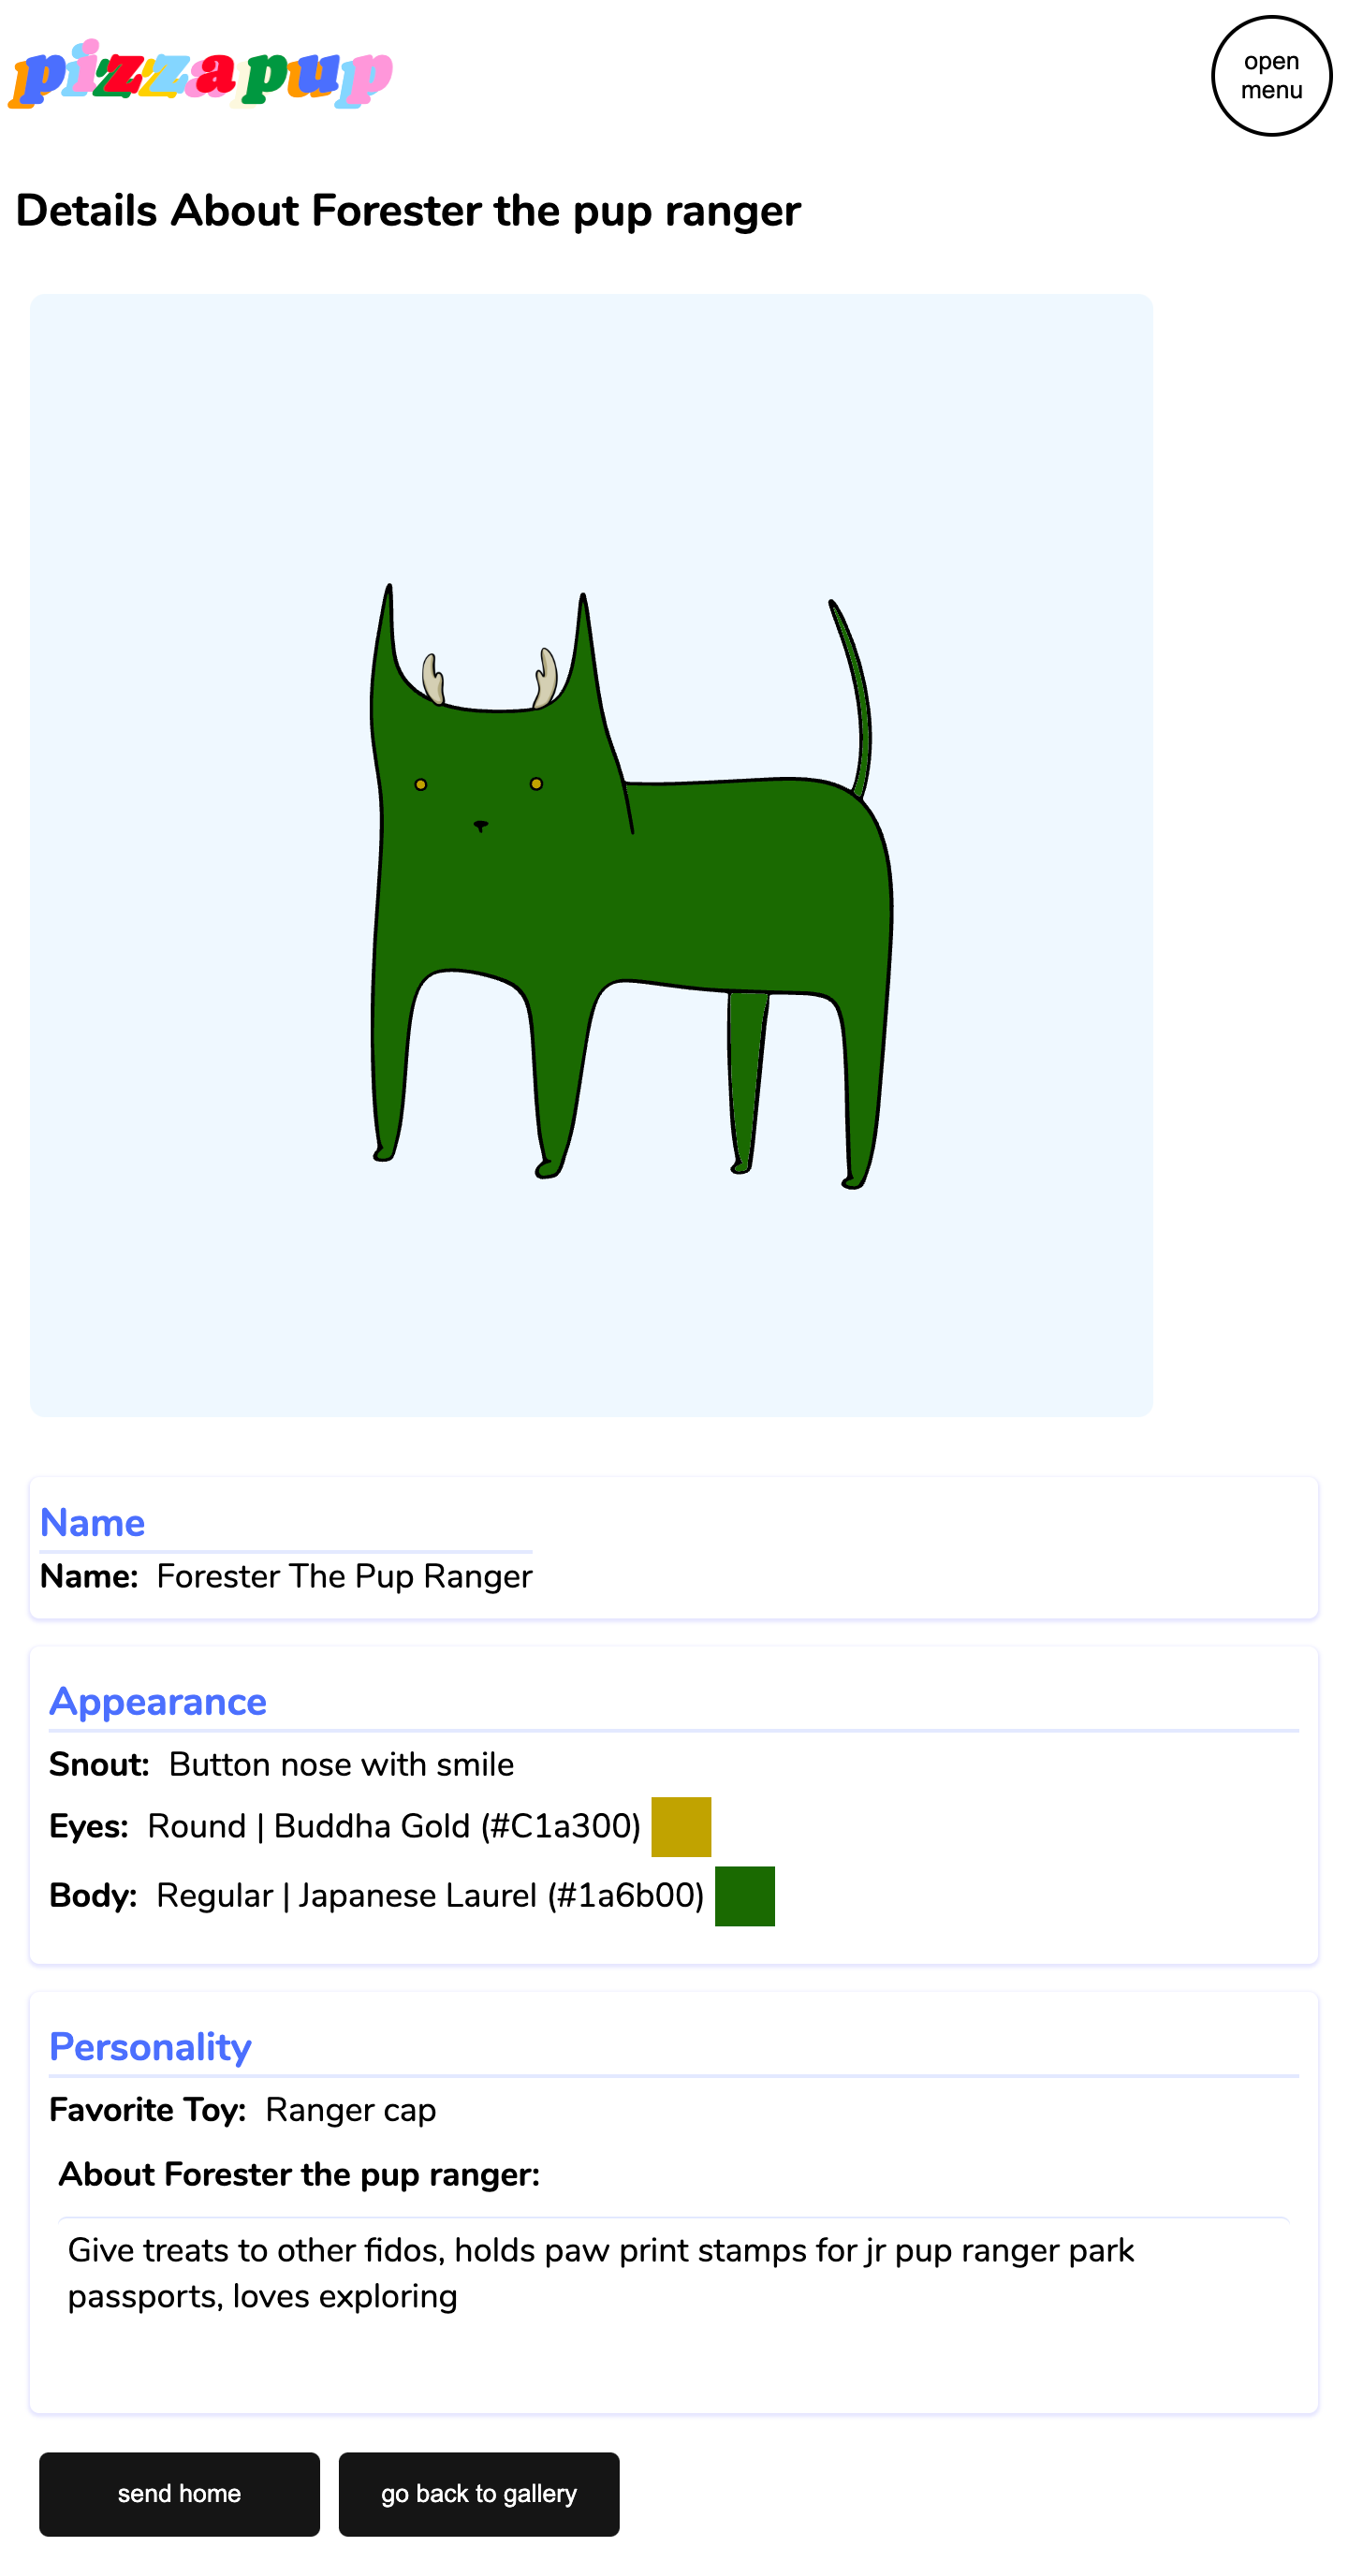 pizzapup
open
menu
Details About Forester the pup ranger
Name
Name: Forester The Pup Ranger
Appearance
Snout: Button nose with smile
Eyes: Round | Buddha Gold (#C1a300)
Body: Regular | Japanese Laurel (#1a6b00)
Personality
Favorite Toy: Ranger cap
About Forester the pup ranger:
Give treats to other fidos, holds paw print stamps for jr pup ranger park
passports, loves exploring
send home
go back to gallery